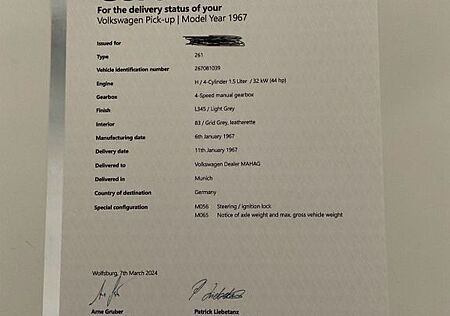 For the delivery status of your
Volkswagen Pick-up | Model Year 1967
Issued for
Type 261
Vehicle identification number 267081039
Engine H / 4-Cylinder 1.5 Liter / 32 kW (44 hp)
Gearbox 4-Speed manual gearbox
Finish L345 / Light Grey
Interior 83 / Grid Grey, leatherette
Manufacturing date 6th January 1967
Delivery date 11th January 1967
Delivered to Volkswagen Dealer MAHAG
Delivered in Munich
Country of destination Germany
Special configuration M056 Steering / ignition lock
M065 Notice of axle weight and max. gross vehicle weight
Wolfsburg, 7th March 2024
Arne Gruber Patrick Liebetanz